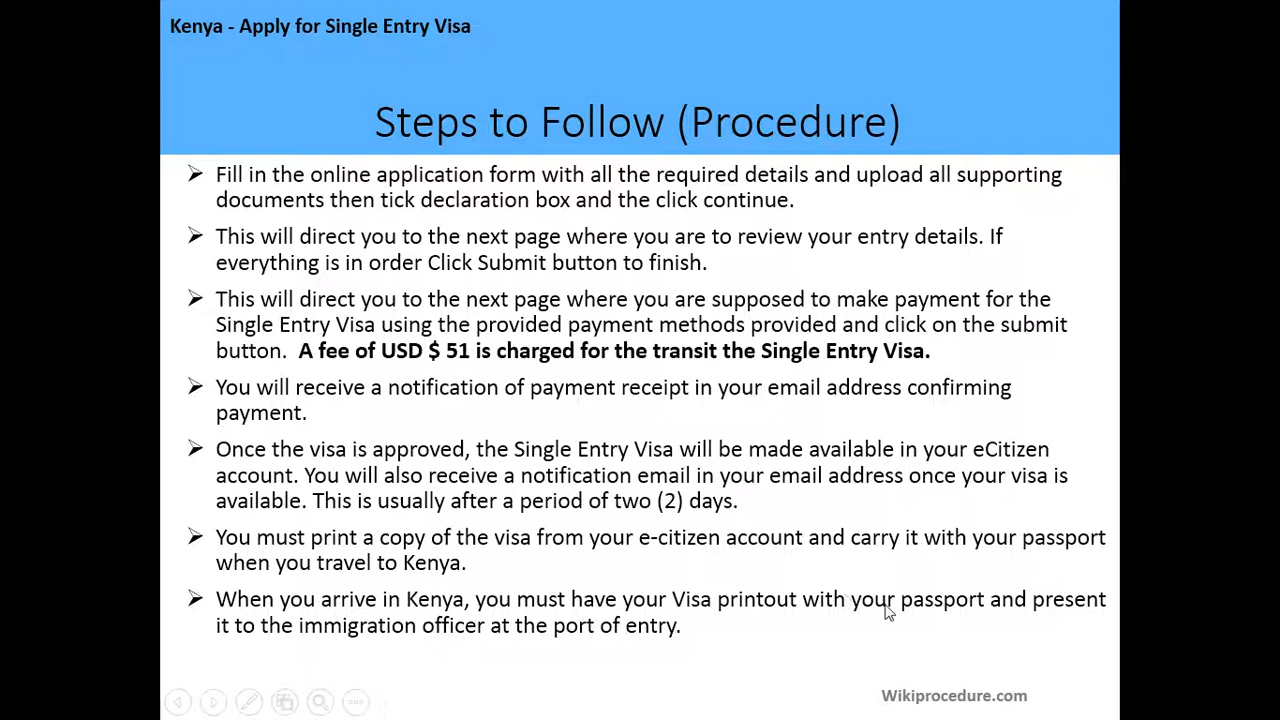 Kenya - Apply for Single Entry Visa
Steps to Follow (Procedure)
Fill in the online application form with all the required details and upload all supporting
documents then tick declaration box and the click continue.
This will direct you to the next page where you are to review your entry details. If
everything is in order Click Submit button to finish.
This will direct you to the next page where you are supposed to make payment for the
Single Entry Visa using the provided payment methods provided and click on the submit
button. A fee of USD $ 51 is charged for the transit the Single Entry Visa.
You will receive a notification of payment receipt in your email address confirming
payment.
Once the visa is approved, the Single Entry Visa will be made available in your eCitizen
account. You will also receive a notification email in your email address once your visa is
available. This is usually after a period of two (2) days.
You must print a copy of the visa from your e-citizen account and carry it with your passport
when you travel to Kenya.
When you arrive in Kenya, you must have your Visa printout with your passport and present
it to the immigration officer at the port of entry.
Wikiprocedure.com